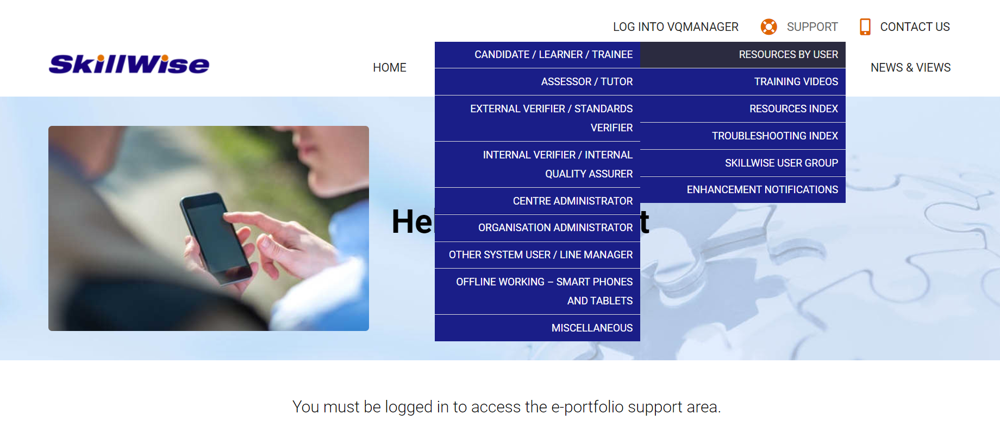 LOG INTO VQMANAGER
SUPPORT
CONTACT US
SkillWise
HOME
NEWS & VIEWS
CANDIDATE / LEARNER / TRAINEE
ASSESSOR / TUTOR
EXTERNAL VERIFIER / STANDARDS
VERIFIER
INTERNAL VERIFIER / INTERNAL
QUALITY ASSURER
CENTRE ADMINISTRATOR
ORGANISATION ADMINISTRATOR
OTHER SYSTEM USER / LINE MANAGER
OFFLINE WORKING – SMART PHONES
AND TABLETS
MISCELLANEOUS
RESOURCES BY USER
TRAINING VIDEOS
RESOURCES INDEX
TROUBLESHOOTING INDEX
SKILLWISE USER GROUP
ENHANCEMENT NOTIFICATIONS
You must be logged in to access the e-portfolio support area.